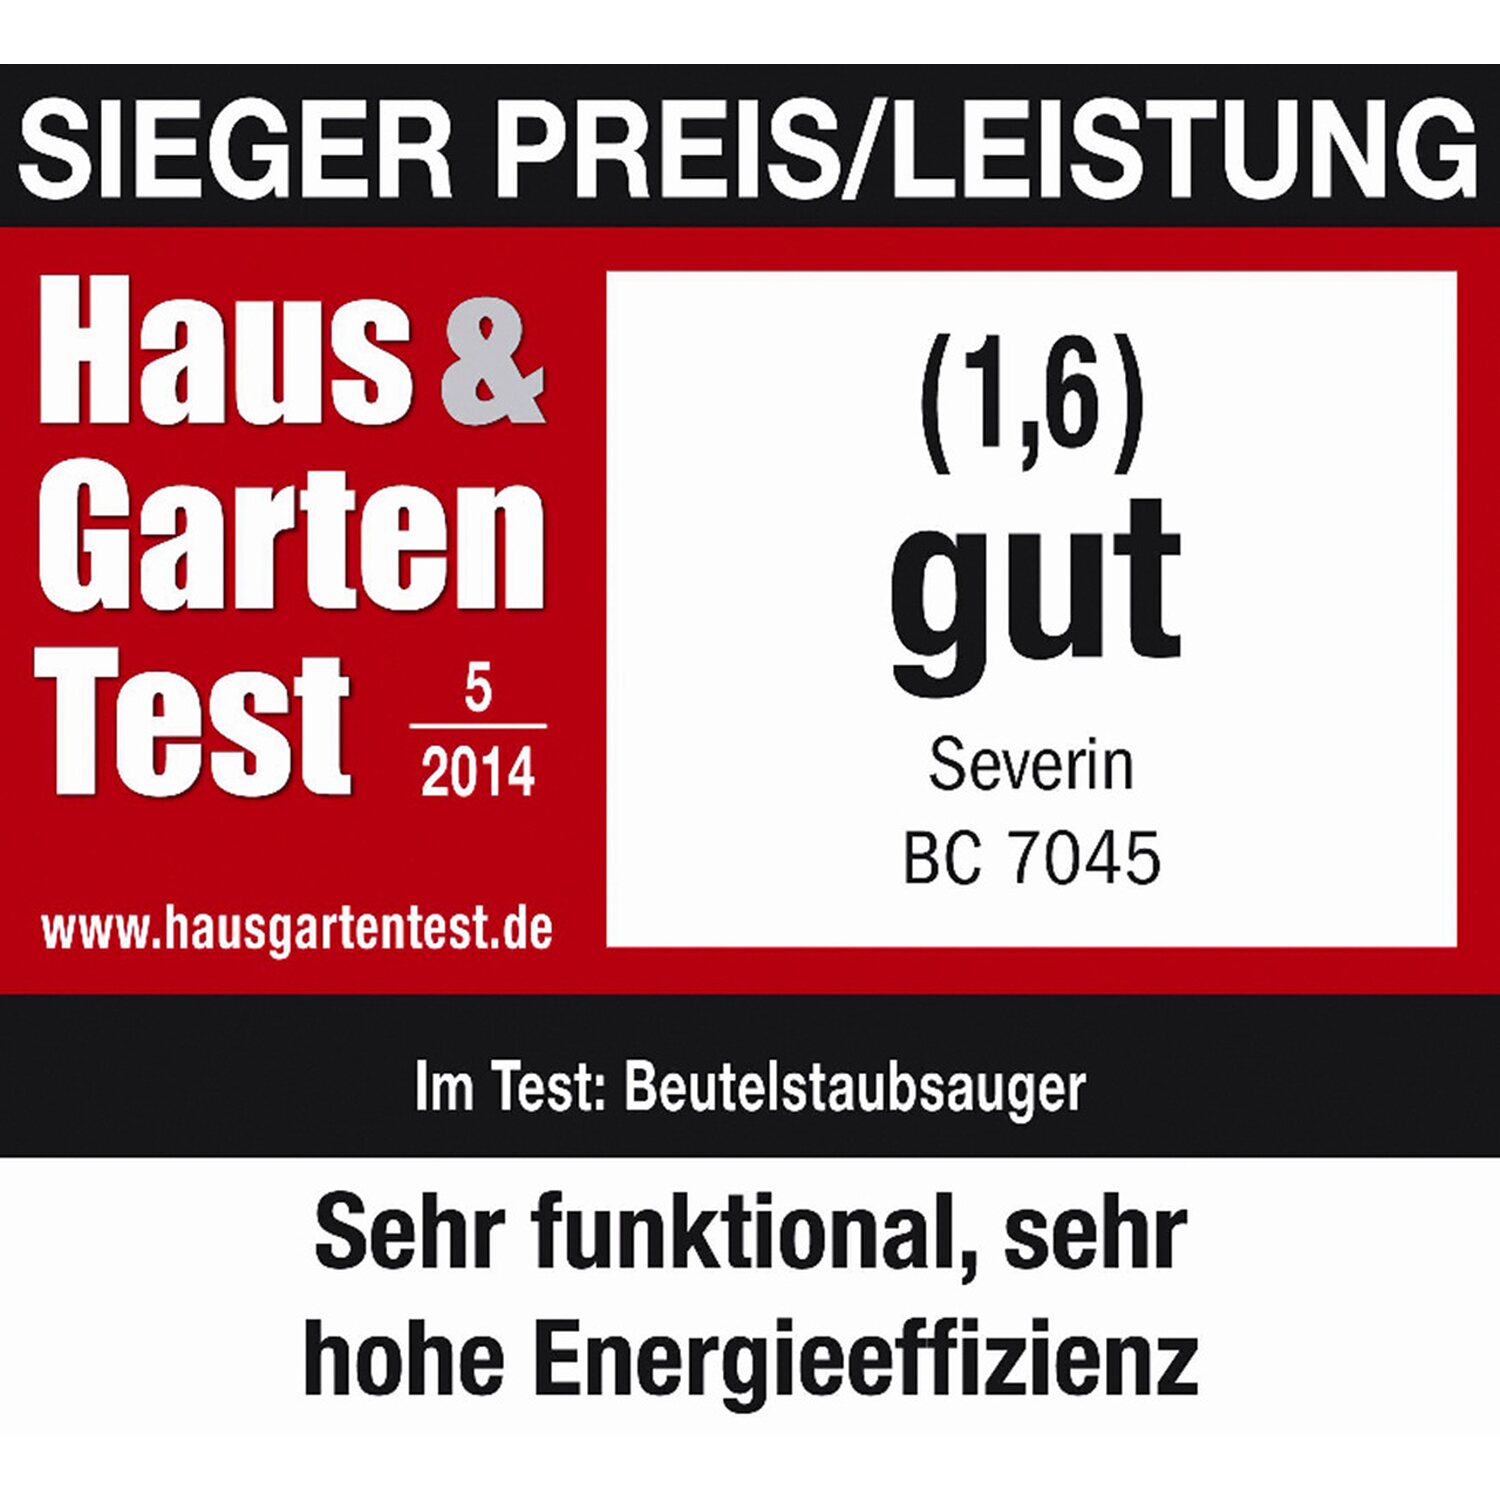 SIEGER PREIS/LEISTUNG
Haus &
Garten
Test
5
2014
www.hausgartentest.de
(1,6)
gut
Severin
BC 7045
Im Test: Beutelstaubsauger
Sehr funktional, sehr
hohe Energieeffizienz